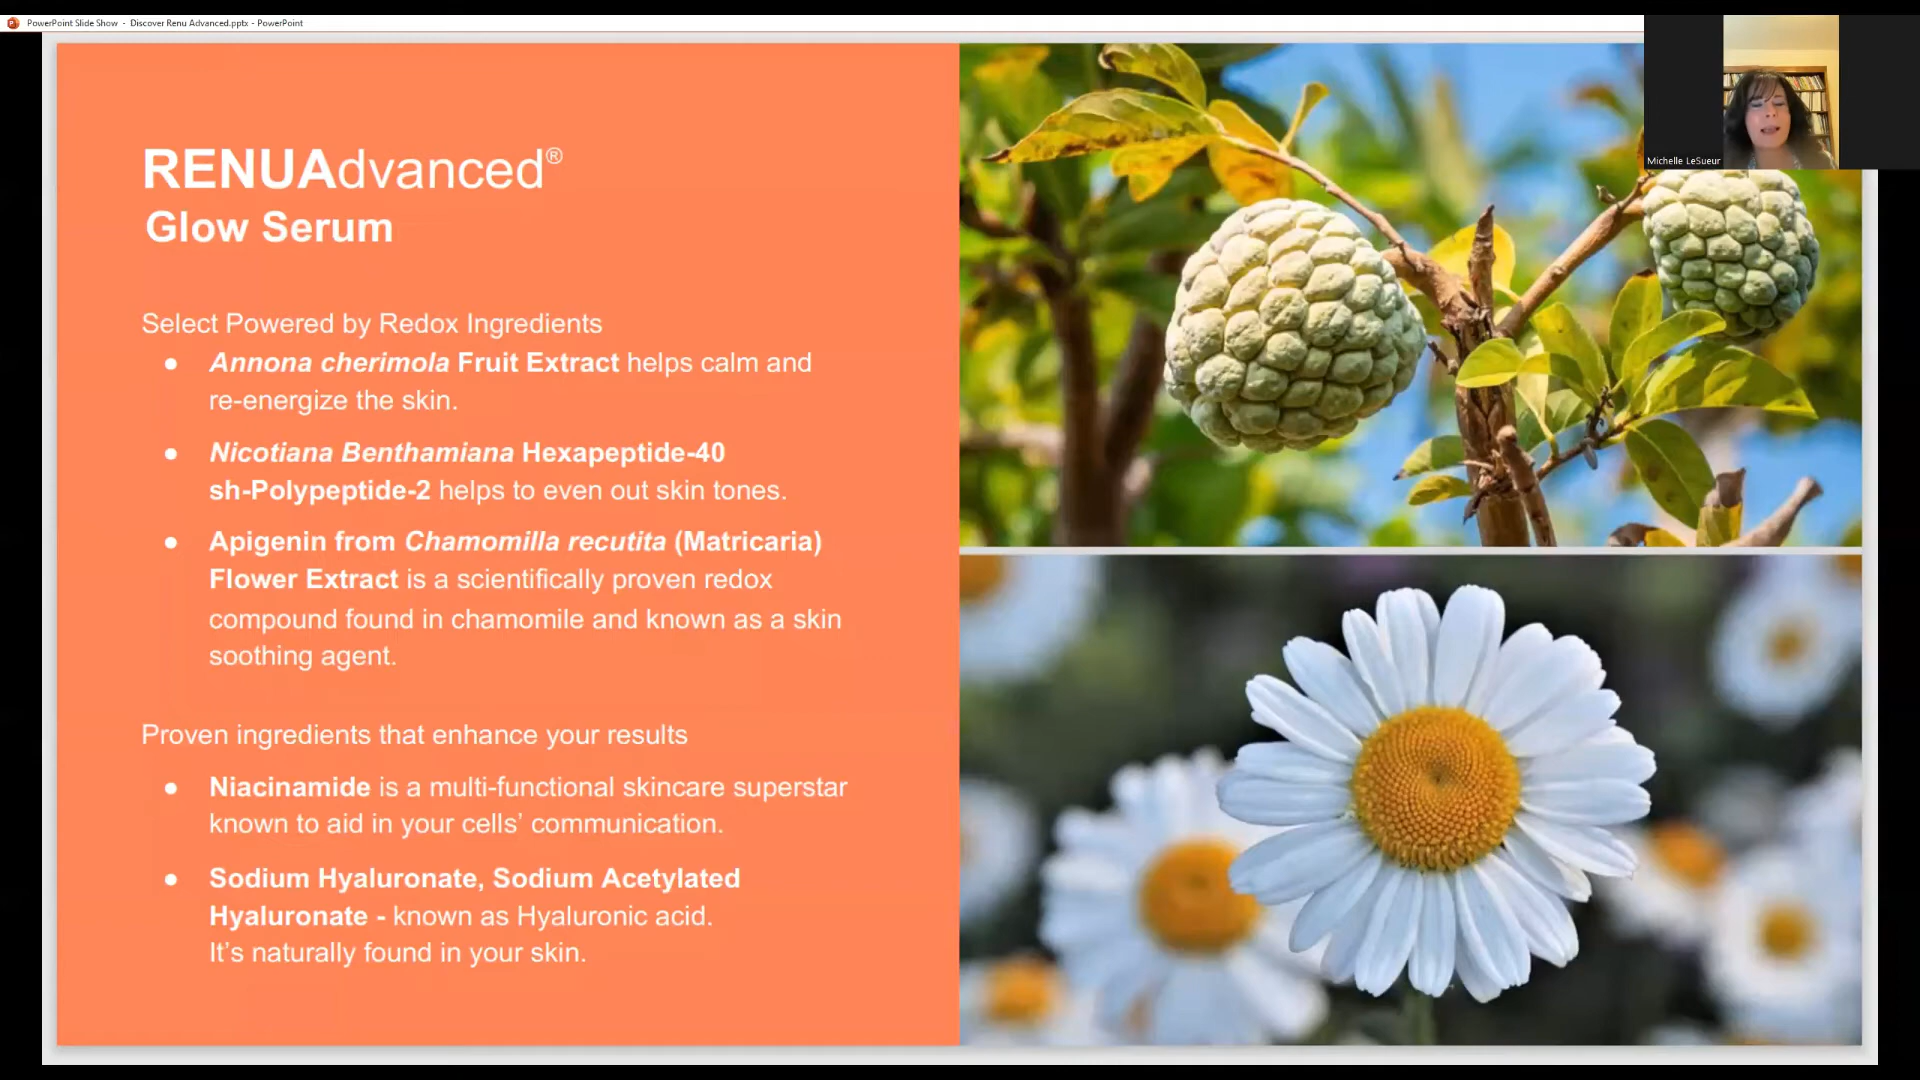 PowerPoint Slide Show - Discover Renu Advanced.pptx - PowerPoint
Michelle LeSueur
RENUAdvanced®
Glow Serum
Select Powered by Redox Ingredients
● Annona cherimola Fruit Extract helps calm and
re-energize the skin.
● Nicotiana Benthamiana Hexapeptide-40
sh-Polypeptide-2 helps to even out skin tones.
● Apigenin from Chamomilla recutita (Matricaria)
Flower Extract is a scientifically proven redox
compound found in chamomile and known as a skin
soothing agent.
Proven ingredients that enhance your results
● Niacinamide is a multi-functional skincare superstar
known to aid in your cells’ communication.
● Sodium Hyaluronate, Sodium Acetylated
Hyaluronate - known as Hyaluronic acid.
It’s naturally found in your skin.